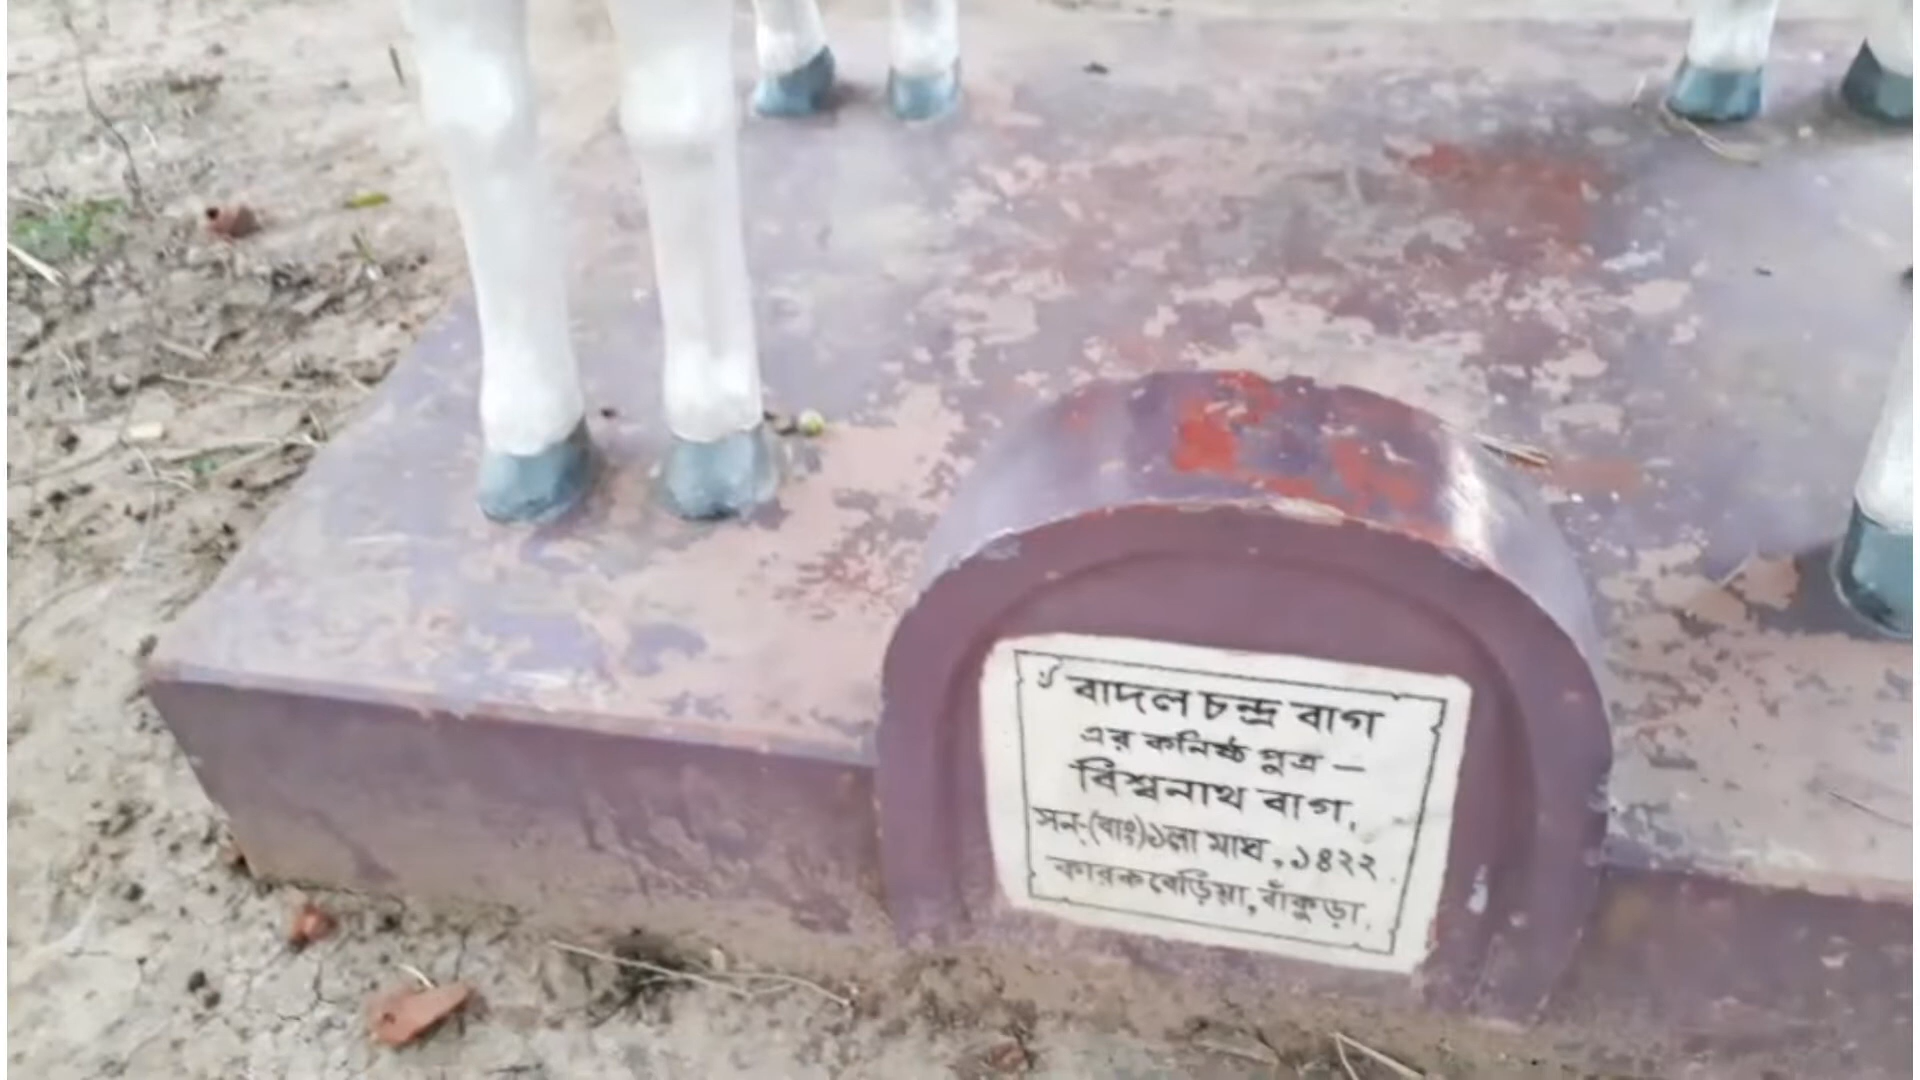 ৺ বাদল চন্দ্র বাগ
এর কনিষ্ঠ পুত্র —
বিশ্বনাথ বাগ.
সন:-(বাং)১লা মাঘ, ১৪২২.
কারকবেড়িয়া, বাঁকুড়া.